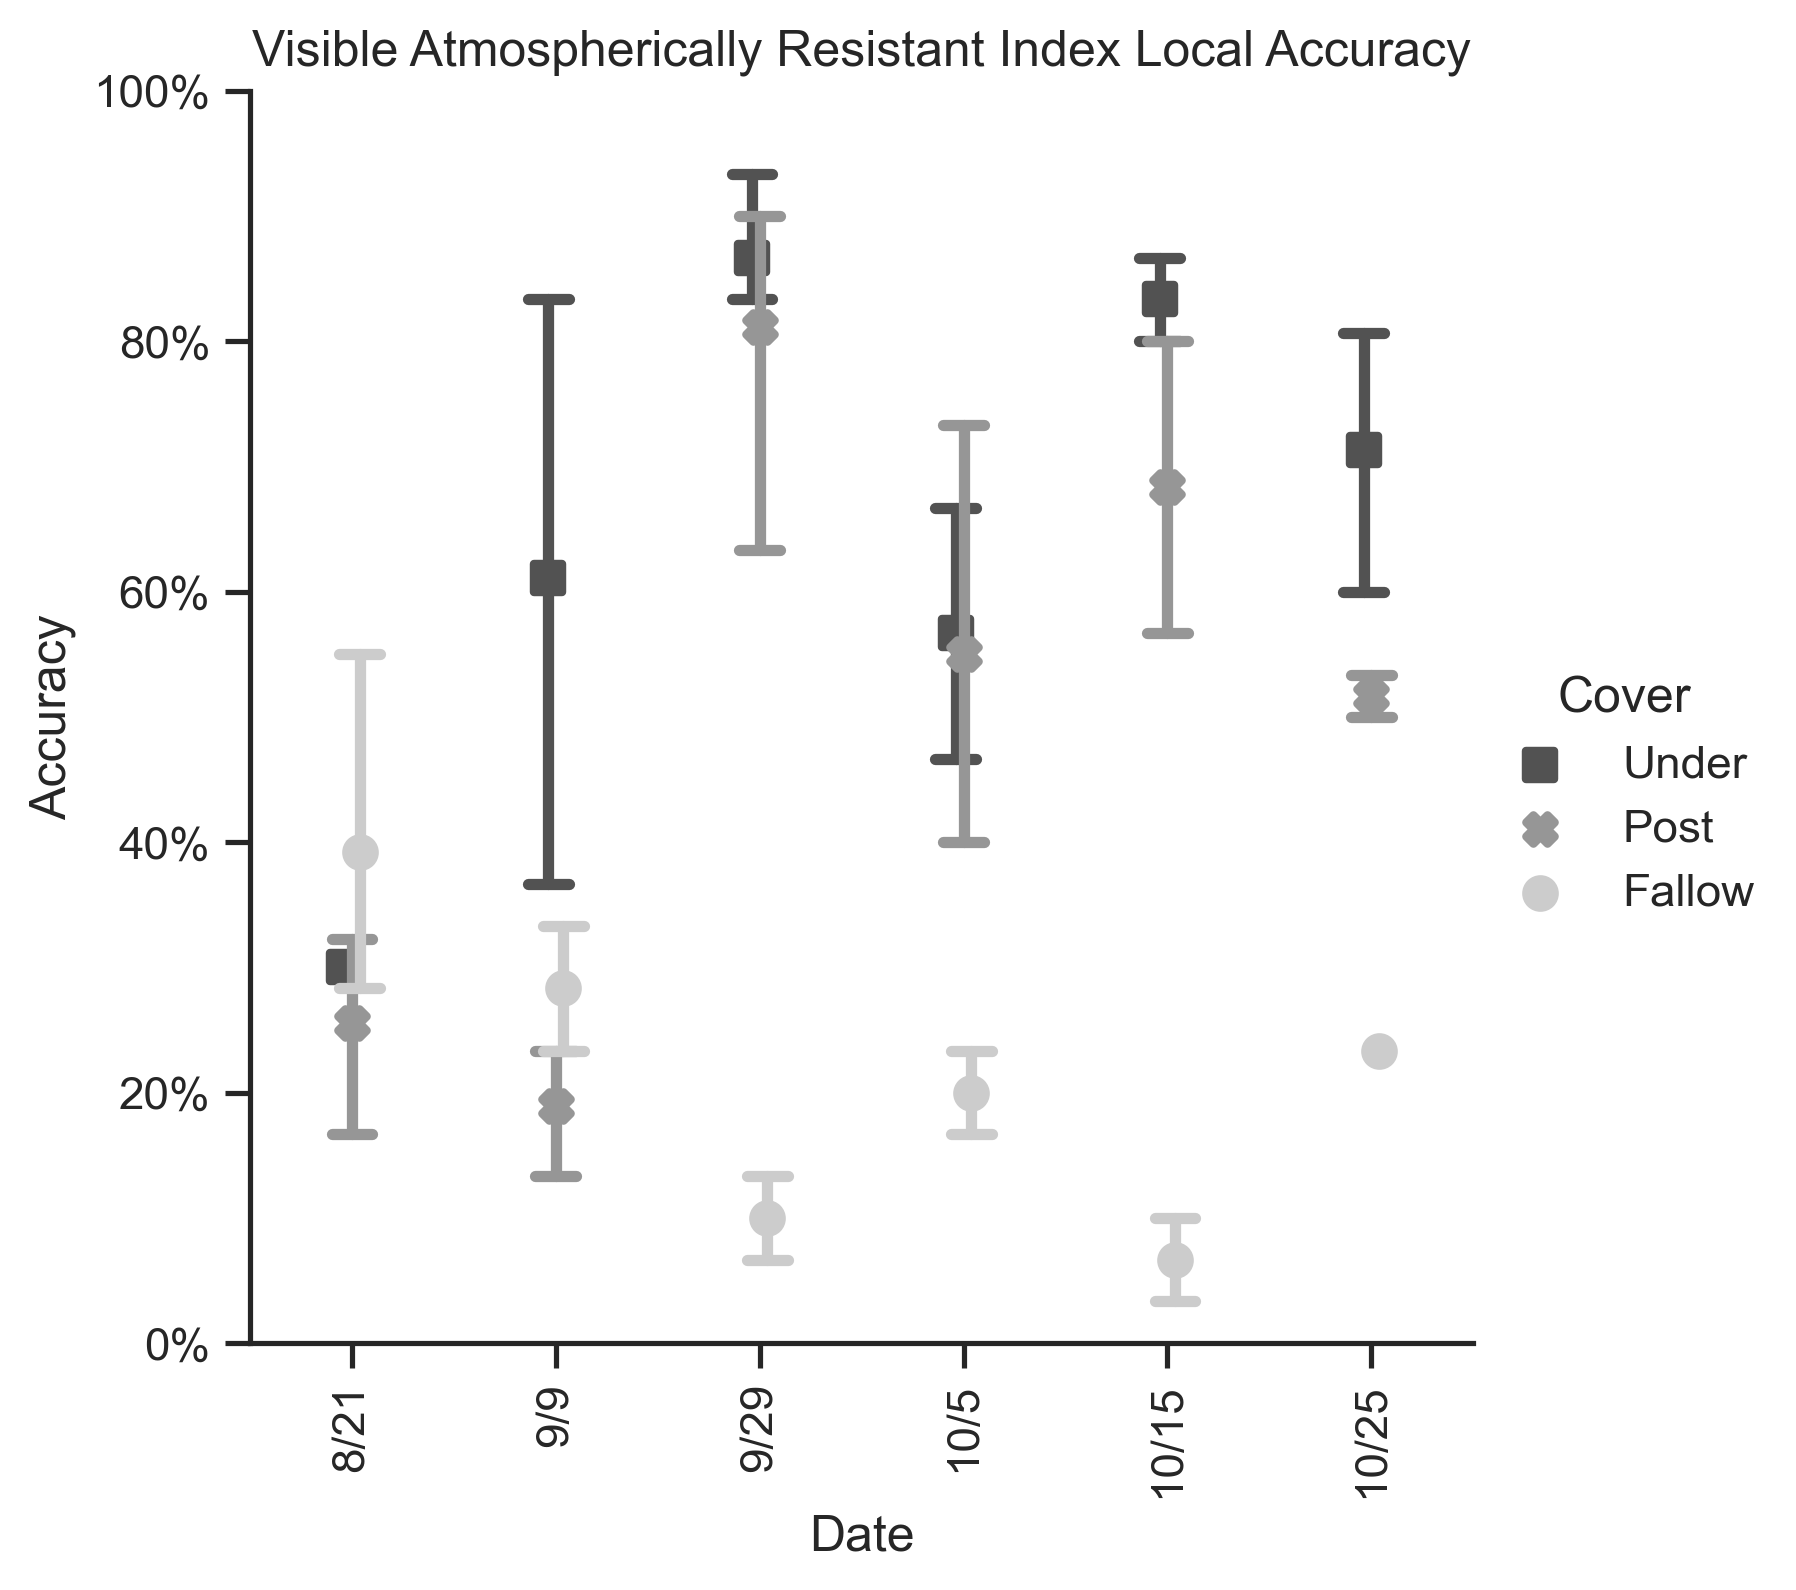 Visible Atmospherically Resistant Index Local Accuracy
100%
80%
60%
40%
20%
0%
Accuracy
8/21
9/9
9/29
10/5
10/15
10/25
Date
Cover
Under
Post
Fallow